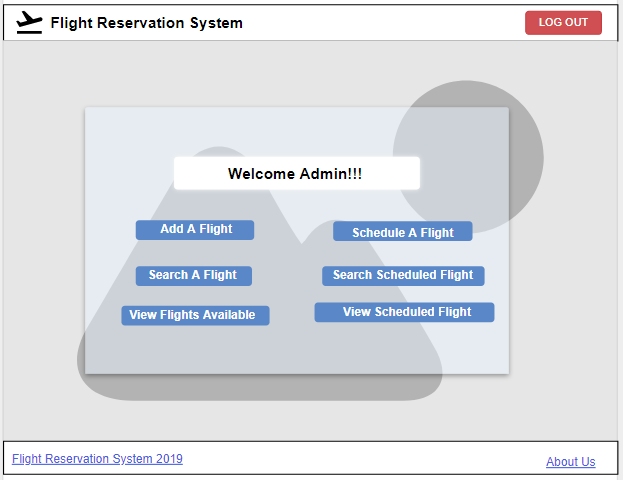 Flight Reservation System
LOG OUT
Welcome Admin!!!
Add A Flight
Schedule A Flight
Search A Flight
Search Scheduled Flight
View Flights Available
View Scheduled Flight
Flight Reservation System 2019
About Us